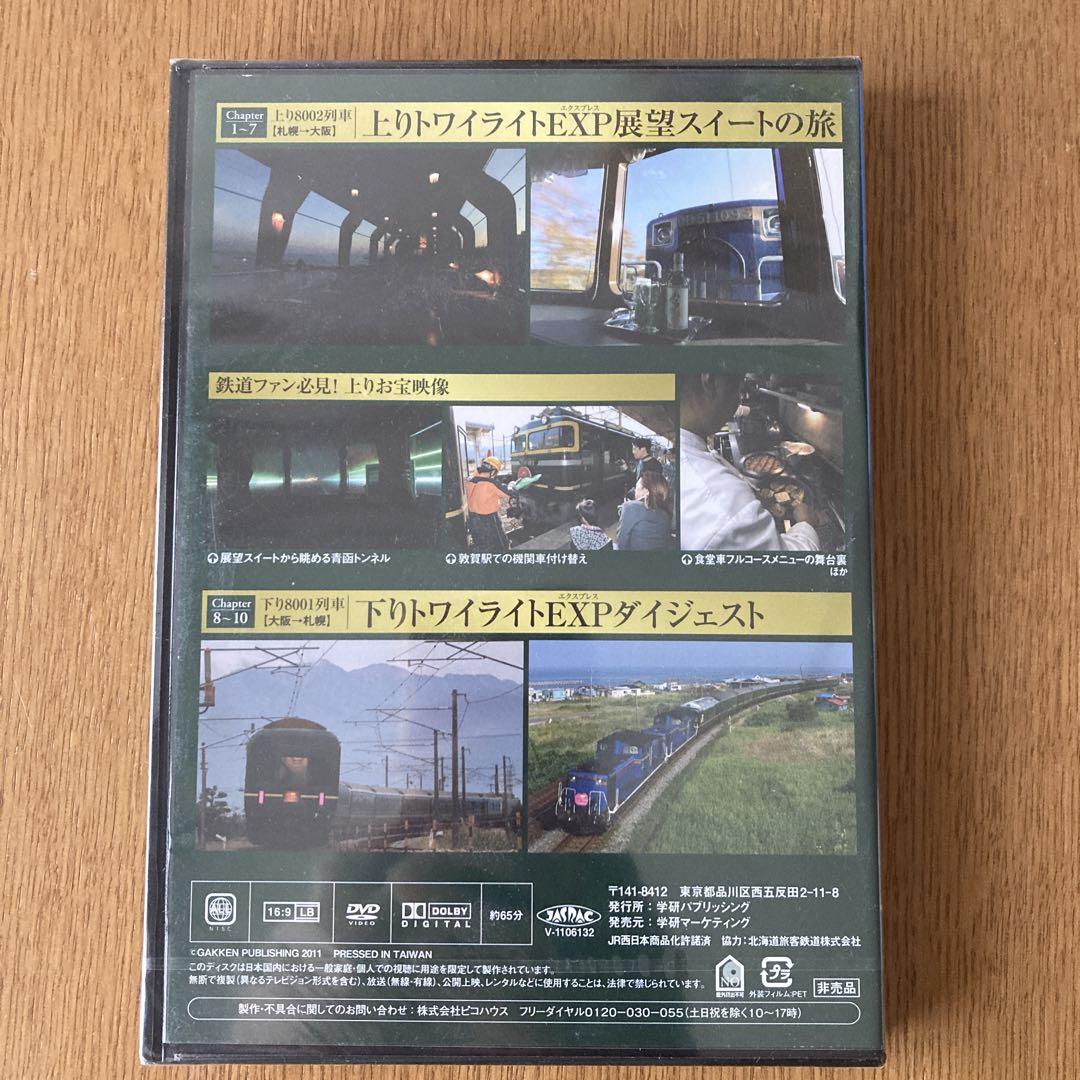 Chapter
1~7
上り8002列車
【札幌→大阪】
エクスプレス
上りトワイライトEXP展望スイートの旅
DD51 1095
鉄道ファン必見! 上りお宝映像
展望スイートから眺める青函トンネル
敦賀駅での機関車付け替え
食堂車フルコースメニューの舞台裏
ほか
Chapter
8~10
下り8001列車
【大阪→札幌】
エクスプレス
下りトワイライトEXPダイジェスト
NTSC
16:9 LB
DVD
VIDEO
DOLBY
DIGITAL
約65分
JASRAC
V-1106132
〒141-8412 東京都品川区西五反田2-11-8
発行所:学研パブリッシング
発売元:学研マーケティング
JR西日本商品化許諾済 協力:北海道旅客鉄道株式会社
©GAKKEN PUBLISHING 2011 PRESSED IN TAIWAN
このディスクは日本国内における一般家庭・個人での視聴に用途を限定して製作されています。
無断で複製(異なるテレビジョン形式を含む)、放送(無線・有線)、公開上映、レンタルなどに使用することは、法律で禁じられています。
NO
館外貸出不可
プラ
外装フィルム:PET
非売品
製作・不具合に関してのお問い合わせ:株式会社ピコハウス フリーダイヤル0120-030-055(土日祝を除く10~17時)